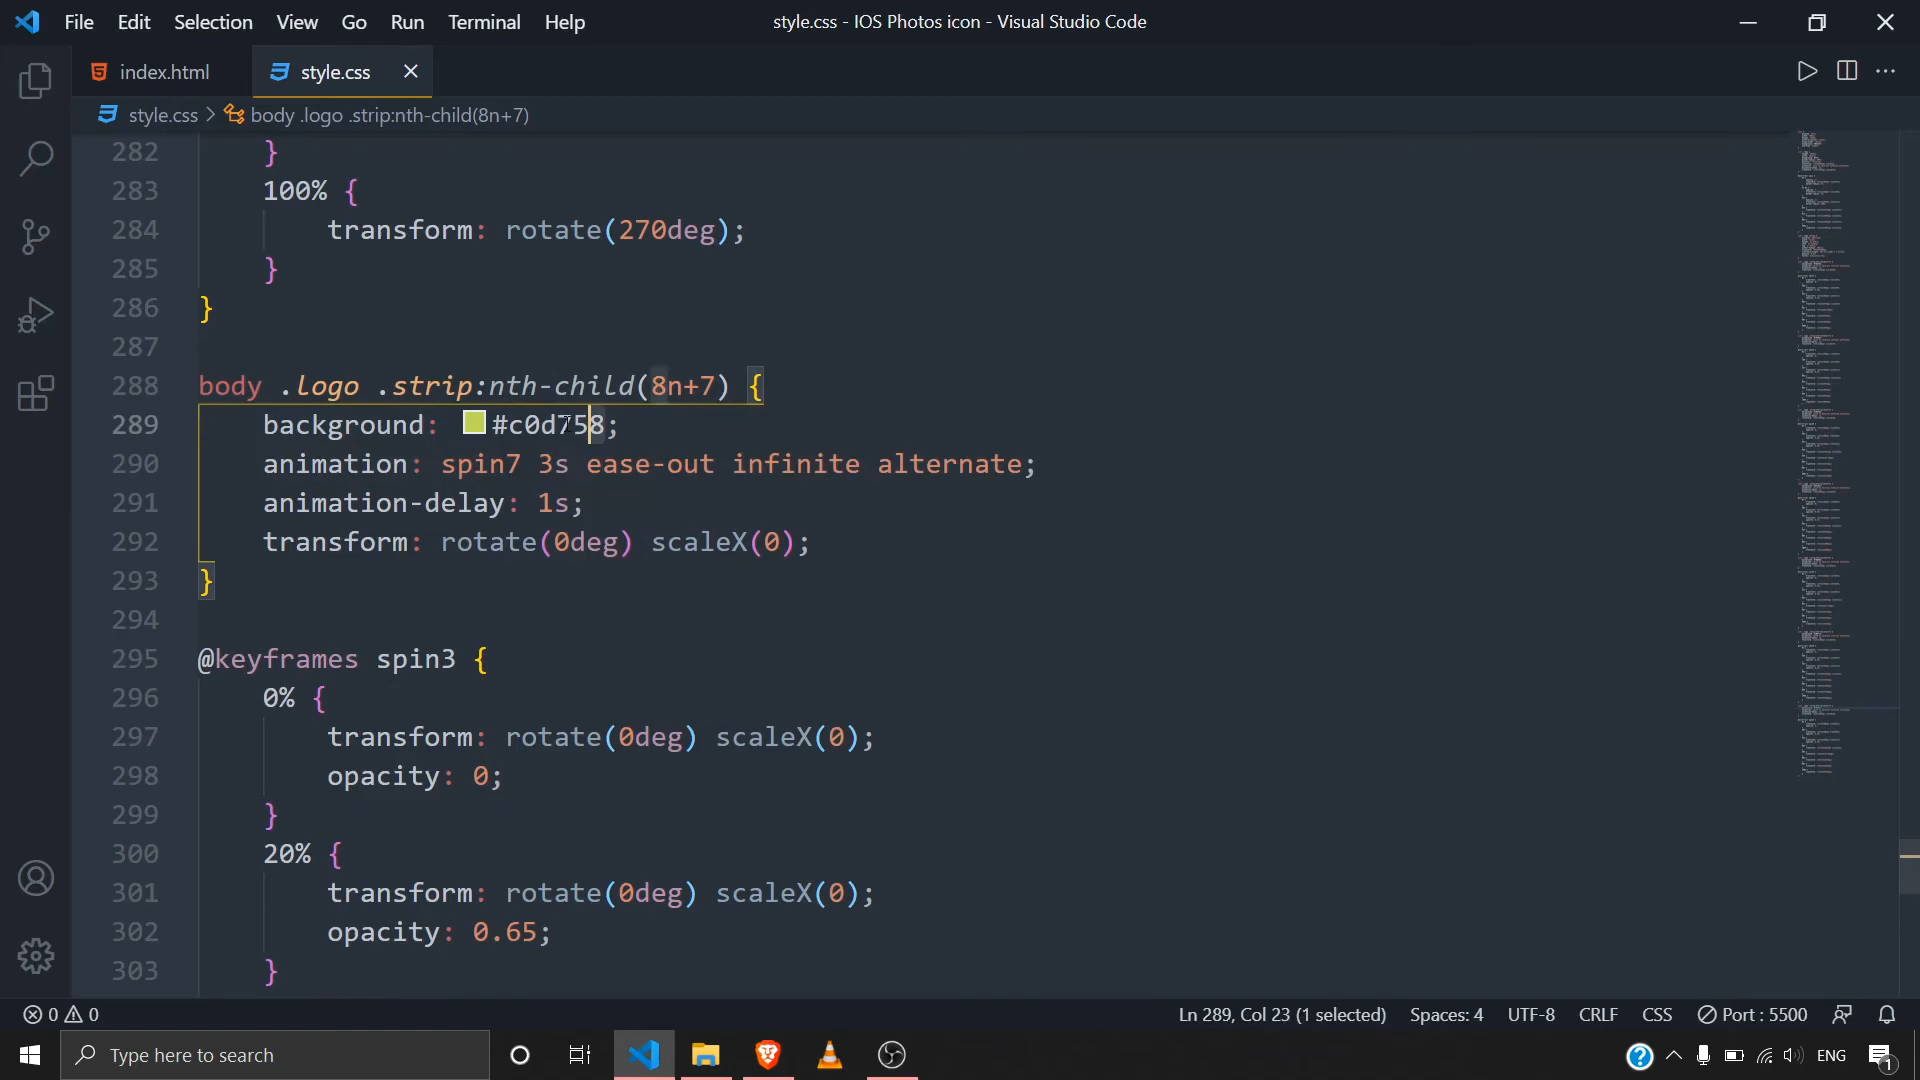 File Edit Selection View Go Run Terminal Help style.css - IOS Photos icon - Visual Studio Code
index.html style.css
style.css > body .logo .strip:nth-child(8n+7)
282 }
283 100% {
284 transform: rotate(270deg);
285 }
286 }
287
288 body .logo .strip:nth-child(8n+7) {
289 background: #c0d758;
290 animation: spin7 3s ease-out infinite alternate;
291 animation-delay: 1s;
292 transform: rotate(0deg) scaleX(0);
293 }
294
295 @keyframes spin3 {
296 0% {
297 transform: rotate(0deg) scaleX(0);
298 opacity: 0;
299 }
300 20% {
301 transform: rotate(0deg) scaleX(0);
302 opacity: 0.65;
303 }
0 0 Ln 289, Col 23 (1 selected) Spaces: 4 UTF-8 CRLF CSS Port : 5500
Type here to search ENG 1